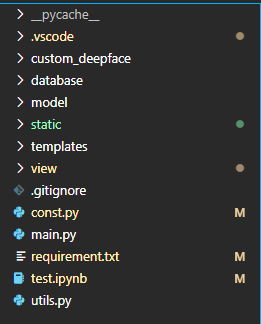 __pycache__
.vscode
custom_deepface
database
model
static
templates
view
.gitignore
const.py M
main.py
requirement.txt M
test.ipynb M
utils.py